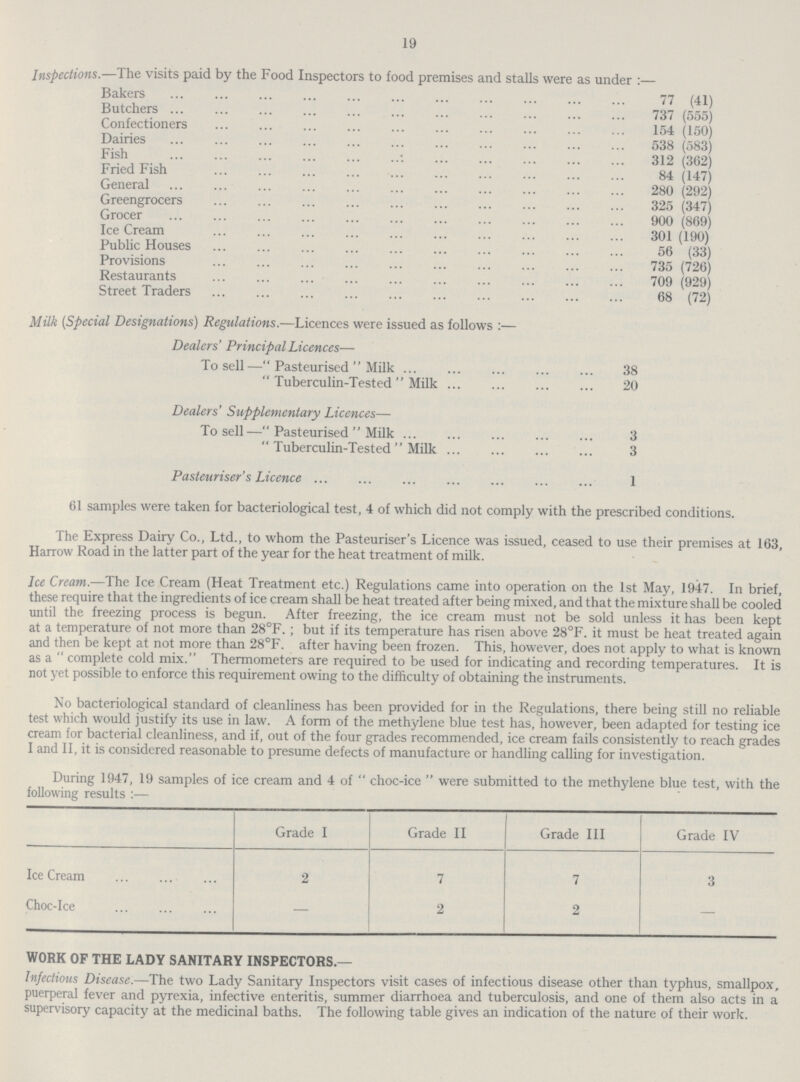 19
Inspections.—The visits paid by the Food Inspectors to food premises and stalls were as under :—
Bakers ... ... ... ... ... ... ... ... ... ... ... 77 (41)
Butchers ... ... ... ... ... ... ... ... ... ... ... 737 (555)
Confectioners ... ... ... ... ... ... ... ... ... ... 154 (150)
Dairies ... ... ... ... ... ... ... ... ... ... ... 538 (583)
Fish ... ... ... ... ... ... ... ... ... ... ... 312 (362)
Fried Fish ... ... ... ... ... ... ... ... ... ... 84 (147)
General ... ... ... ... ... ... ... ... ... ... ... 280 (292)
Greengrocers ... ... ... ... ... ... ... ... ... ... 325 (347)
Grocer ... ... ... ... ... ... ... ... ... ... ... 900 (869)
Ice Cream ... ... ... ... ... ... ... ... ... ... 301 (190)
Public Houses ... ... ... ... ... ... ... ... ... ... 56 (33)
Provisions ... ... ... ... ... ... ... ... ... ... 735 (726)
Restaurants ... ... ... ... ... ... ... ... ... ... 709 (929)
Street Traders ... ... ... ... ... ... ... ... ... ... 68 (72)
Milk (Special Designations) Regulations.—Licences were issued as follows :—
Dealers' Principal Licences—
To sell—" Pasteurised " Milk ... ... ... ... ... 38
" Tuberculin-Tested " Milk ... ... ... ... 20
Dealers' Supplementary Licences—
To sell—" Pasteurised " Milk ... ... ... ... ... 3
" Tuberculin-Tested " Milk ... ... ... ... 3
Pasteuriser's Licence ... ... ... ... ... ... ... 1
61 samples were taken for bacteriological test, 4 of which did not comply with the prescribed conditions.
The Express Dairy Co., Ltd., to whom the Pasteuriser's Licence was issued, ceased to use their premises at 163,
Harrow Road in the latter part of the year for the heat treatment of milk.
Ice Cream.—The Ice Cream (Heat Treatment etc.) Regulations came into operation on the 1st May, 1947. In brief,
these require that the ingredients of ice cream shall be heat treated after being mixed, and that the mixture shall be cooled
until the freezing process is begun. After freezing, the ice cream must not be sold unless it has been kept
at a temperature of not more than 28°F. ; but if its temperature has risen above 28°F. it must be heat treated again
and then be kept at not more than 28°F. after having been frozen. This, however, does not apply to what is known
as a " complete cold mix." Thermometers are required to be used for indicating and recording temperatures. It is
not yet possible to enforce this requirement owing to the difficulty of obtaining the instruments.
No bacteriological standard of cleanliness has been provided for in the Regulations, there being still no reliable
test which would justify its use in law. A form of the methylene blue test has, however, been adapted for testing ice
cream for bacterial cleanliness, and if, out of the four grades recommended, ice cream fails consistently to reach grades
I and II, it is considered reasonable to presume defects of manufacture or handling calling for investigation.
During 1947, 19 samples of ice cream and 4 of " choc-ice " were submitted to the methylene blue test, with the
following results :—
Grade I Grade II Grade III Grade IV
Ice Cream ... ... ... 2 7 7 3
Choc-Ice ... ... ... — 2 2 —
WORK OF THE LADY SANITARY INSPECTORS.—
Infectious Disease.—The two Lady Sanitary Inspectors visit cases of infectious disease other than typhus, smallpox,
puerperal fever and pyrexia, infective enteritis, summer diarrhoea and tuberculosis, and one of them also acts in a
supervisory capacity at the medicinal baths. The following table gives an indication of the nature of their work.